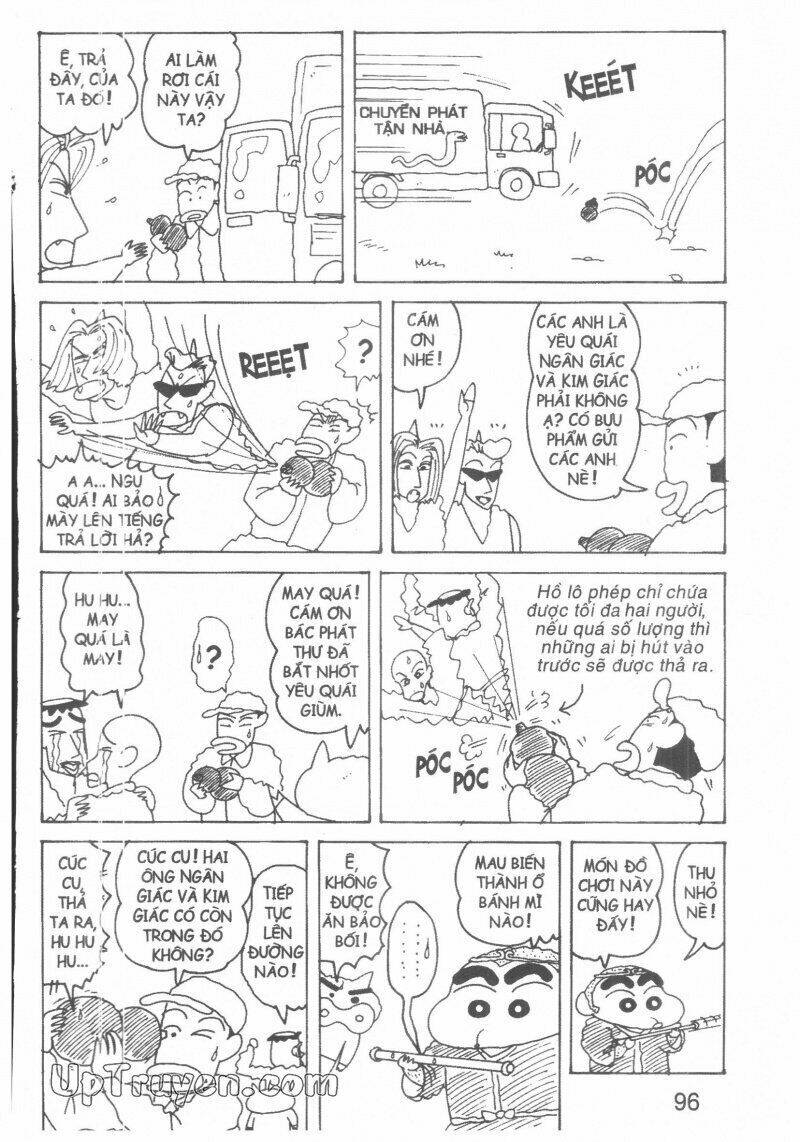 KEEÉT
CHUYỂN PHÁT
TẬN NHÀ
PÓC
AI LÀM
RƠI CÁI
NÀY VẬY
TA?
Ê, TRẢ
ĐÂY, CỦA
TA ĐÓ!
CÁC ANH LÀ
YÊU QUÁI
NGÂN GIÁC
VÀ KIM GIÁC
PHẢI KHÔNG
Ạ? CÓ BƯU
PHẨM GỬI
CÁC ANH
NÈ!
CÁM
ƠN
NHÉ!
?
REEẸT
A A... NGU
QUÁ! AI BẢO
MÀY LÊN TIẾNG
TRẢ LỜI HẢ?
Hồ lô phép chỉ chứa
được tối đa hai người,
nếu quá số lượng thì
những ai bị hút vào
trước sẽ được thả ra.
PÓC
PÓC
MAY QUÁ!
CÁM ƠN
BÁC PHÁT
THƯ ĐÃ
BẮT NHỐT
YÊU QUÁI
GIÙM.
?
HU HU...
MAY
QUÁ LÀ
MAY!
THU
NHỎ
NÈ!
MÓN ĐỒ
CHƠI NÀY
CŨNG HAY
ĐẤY!
MAU BIẾN
THÀNH Ổ
BÁNH MÌ
NÀO!
Ê,
KHÔNG
ĐƯỢC
ĂN BẢO
BỐI!
TIẾP
TỤC
LÊN
ĐƯỜNG
NÀO!
CÚC CU! HAI
ÔNG NGÂN
GIÁC VÀ KIM
GIÁC CÓ CÒN
TRONG ĐÓ
KHÔNG?
CÚC
CU,
THẢ
TA RA,
HU HU
HU...
UpTruyen.com
96